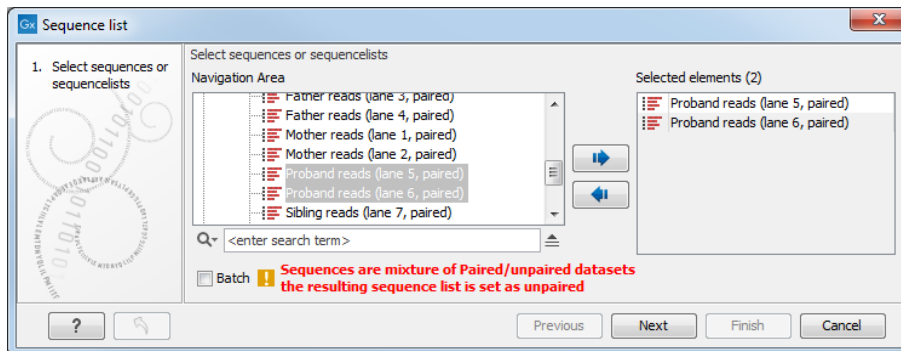 Gx Sequence list
X
1. Select sequences or
sequencelists
Select sequences or sequencelists
Navigation Area
Father reads (lane 3, paired)
Father reads (lane 4, paired)
Mother reads (lane 1, paired)
Mother reads (lane 2, paired)
Proband reads (lane 5, paired)
Proband reads (lane 6, paired)
Sibling reads (lane 7, paired)
<enter search term>
Selected elements (2)
Proband reads (lane 5, paired)
Proband reads (lane 6, paired)
Batch
Sequences are mixture of Paired/unpaired datasets
the resulting sequence list is set as unpaired
?
Previous
Next
Finish
Cancel